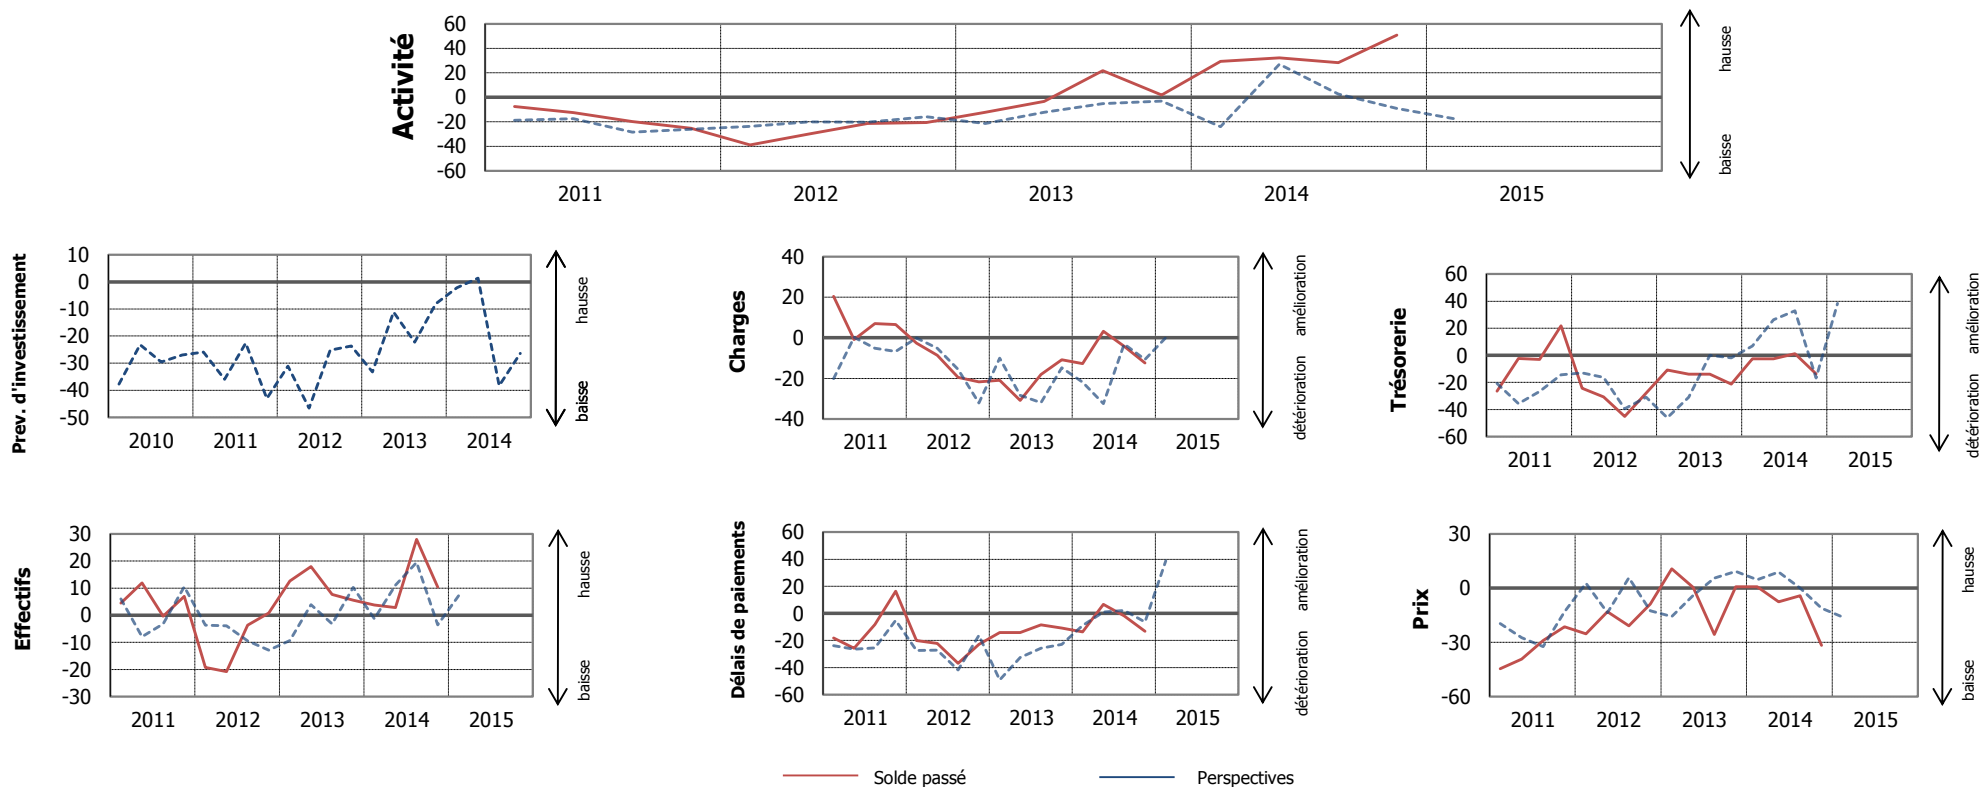 Activité
60
40
20
0
-20
-40
-60
2011 2012 2013 2014 2015
hausse
baisse
Prev. d'investissement
10
0
-10
-20
-30
-40
-50
2010 2011 2012 2013 2014
hausse
baisse
Charges
40
20
0
-20
-40
2011 2012 2013 2014 2015
amélioration
détérioration
Trésorerie
60
40
20
0
-20
-40
-60
2011 2012 2013 2014 2015
amélioration
détérioration
Effectifs
30
20
10
0
-10
-20
-30
2011 2012 2013 2014 2015
hausse
baisse
Délais de paiements
60
40
20
0
-20
-40
-60
2011 2012 2013 2014 2015
amélioration
détérioration
Prix
30
0
-30
-60
2011 2012 2013 2014 2015
hausse
baisse
Solde passé Perspectives